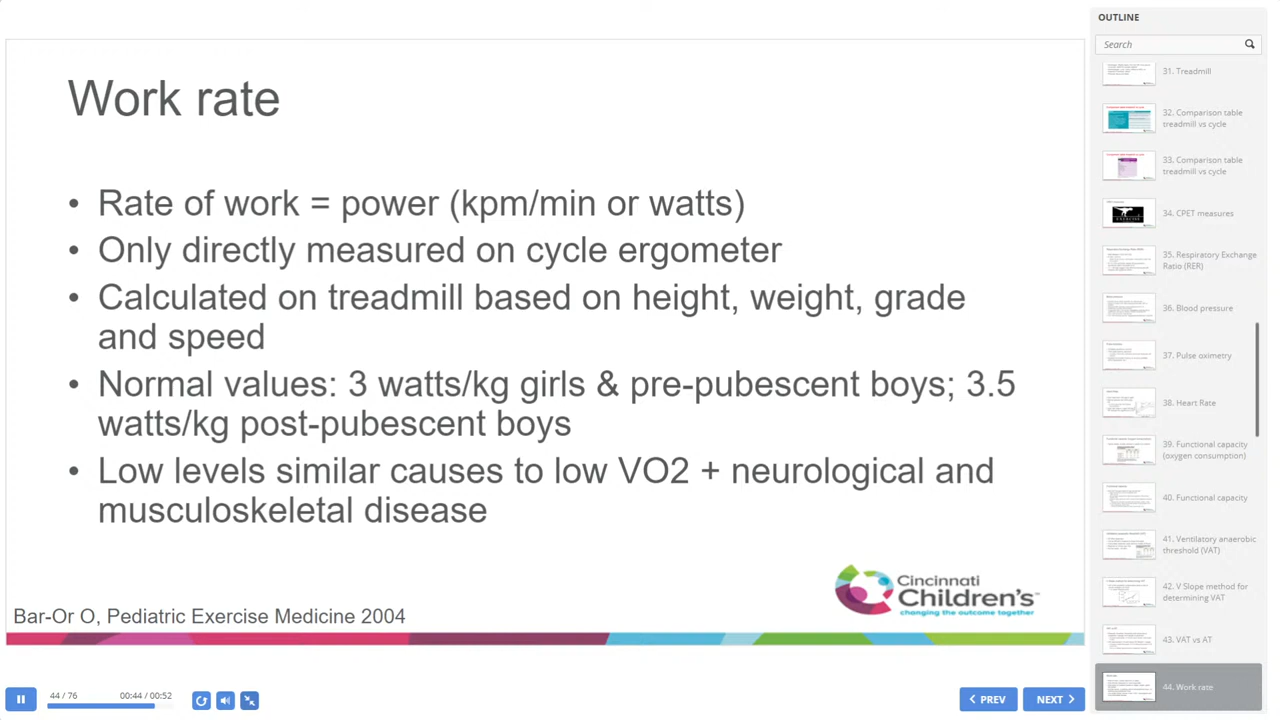 Work rate
• Rate of work = power (kpm/min or watts)
• Only directly measured on cycle ergometer
• Calculated on treadmill based on height, weight, grade
and speed
• Normal values: 3 watts/kg girls & pre-pubescent boys; 3.5
watts/kg post-pubescent boys
• Low levels similar causes to low VO2 + neurological and
musculoskeletal disease
Cincinnati
Children's
changing the outcome together
Bar-Or O, Pediatric Exercise Medicine 2004
44 / 76
00:44 / 00:52
PREV
NEXT
OUTLINE
Search
31. Treadmill
32. Comparison table
treadmill vs cycle
33. Comparison table
treadmill vs cycle
34. CPET measures
35. Respiratory Exchange
Ratio (RER)
36. Blood pressure
37. Pulse oximetry
38. Heart Rate
39. Functional capacity
(oxygen consumption)
40. Functional capacity
41. Ventilatory anaerobic
threshold (VAT)
42. V Slope method for
determining VAT
43. VAT vs AT
44. Work rate